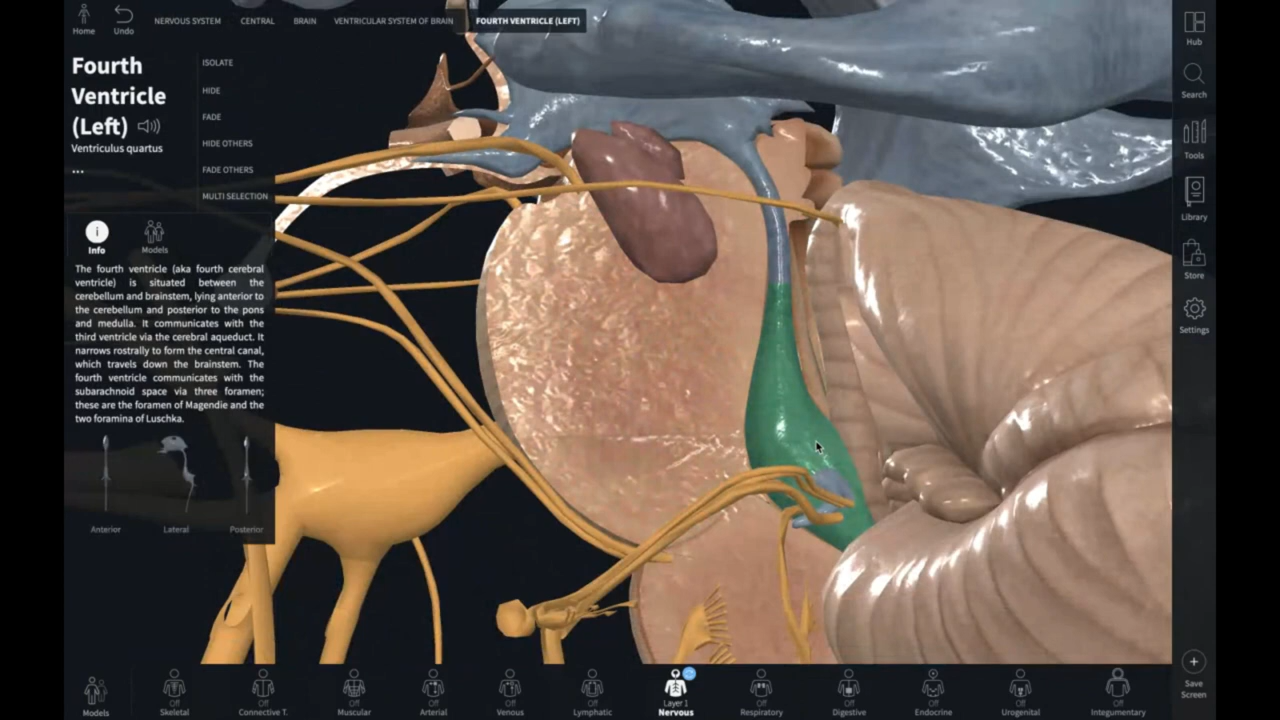 Home
Undo
NERVOUS SYSTEM
CENTRAL
BRAIN
VENTRICULAR SYSTEM OF BRAIN
FOURTH VENTRICLE (LEFT)
Fourth
Ventricle
(Left)
Ventriculus quartus
...
ISOLATE
HIDE
FADE
HIDE OTHERS
FADE OTHERS
MULTI SELECTION
i
Info
Models
The fourth ventricle (aka fourth cerebral
ventricle) is situated between the
cerebellum and brainstem, lying anterior to
the cerebellum and posterior to the pons
and medulla. It communicates with the
third ventricle via the cerebral aqueduct. It
narrows rostrally to form the central canal,
which travels down the brainstem. The
fourth ventricle communicates with the
subarachnoid space via three foramen;
these are the foramen of Magendie and the
two foramina of Luschka.
Anterior
Lateral
Posterior
Hub
Search
Tools
Library
Store
Settings
Save
Screen
Models
Off
Skeletal
Off
Connective T.
Off
Muscular
Off
Arterial
Off
Venous
Off
Lymphatic
Layer 1
Nervous
Off
Respiratory
Off
Digestive
Off
Endocrine
Off
Urogenital
Off
Integumentary